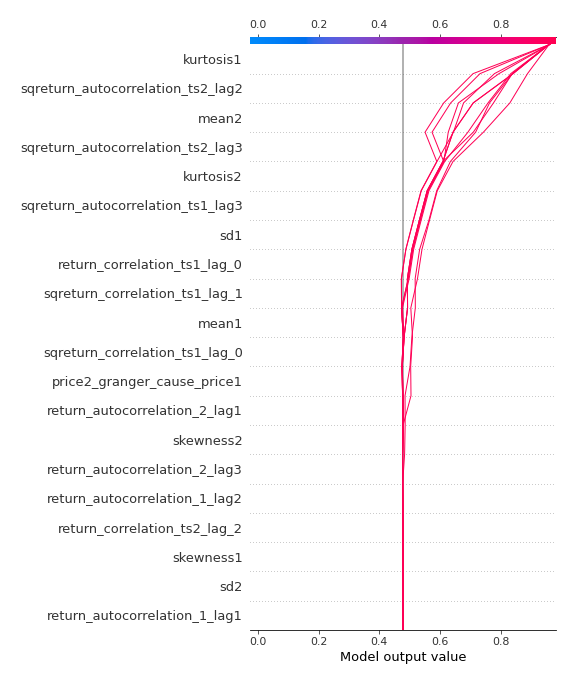 0.0 0.2 0.4 0.6 0.8
kurtosis1
sqreturn_autocorrelation_ts2_lag2
mean2
sqreturn_autocorrelation_ts2_lag3
kurtosis2
sqreturn_autocorrelation_ts1_lag3
sd1
return_correlation_ts1_lag_0
sqreturn_correlation_ts1_lag_1
mean1
sqreturn_correlation_ts1_lag_0
price2_granger_cause_price1
return_autocorrelation_2_lag1
skewness2
return_autocorrelation_2_lag3
return_autocorrelation_1_lag2
return_correlation_ts2_lag_2
skewness1
sd2
return_autocorrelation_1_lag1
0.0 0.2 0.4 0.6 0.8
Model output value